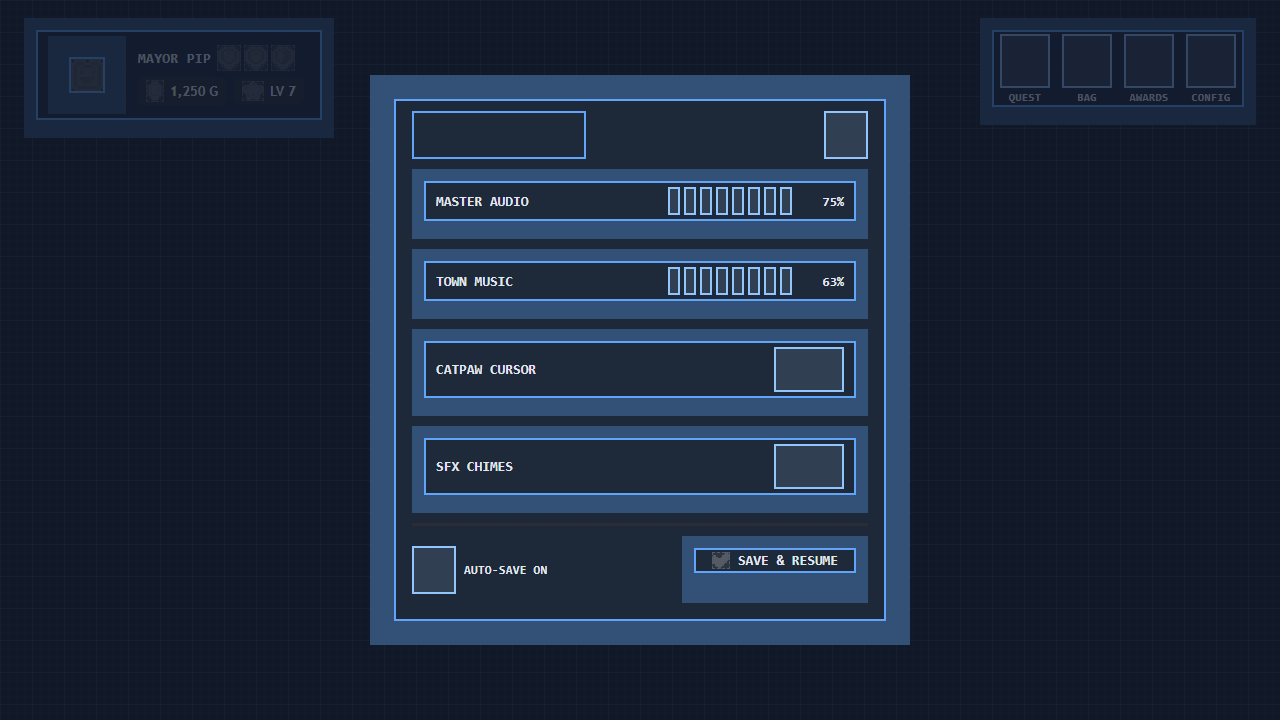 MAYOR PIP
1,250 G
LV 7
QUEST
BAG
AWARDS
CONFIG
MASTER AUDIO
75%
TOWN MUSIC
63%
CATPAW CURSOR
SFX CHIMES
AUTO-SAVE ON
SAVE & RESUME